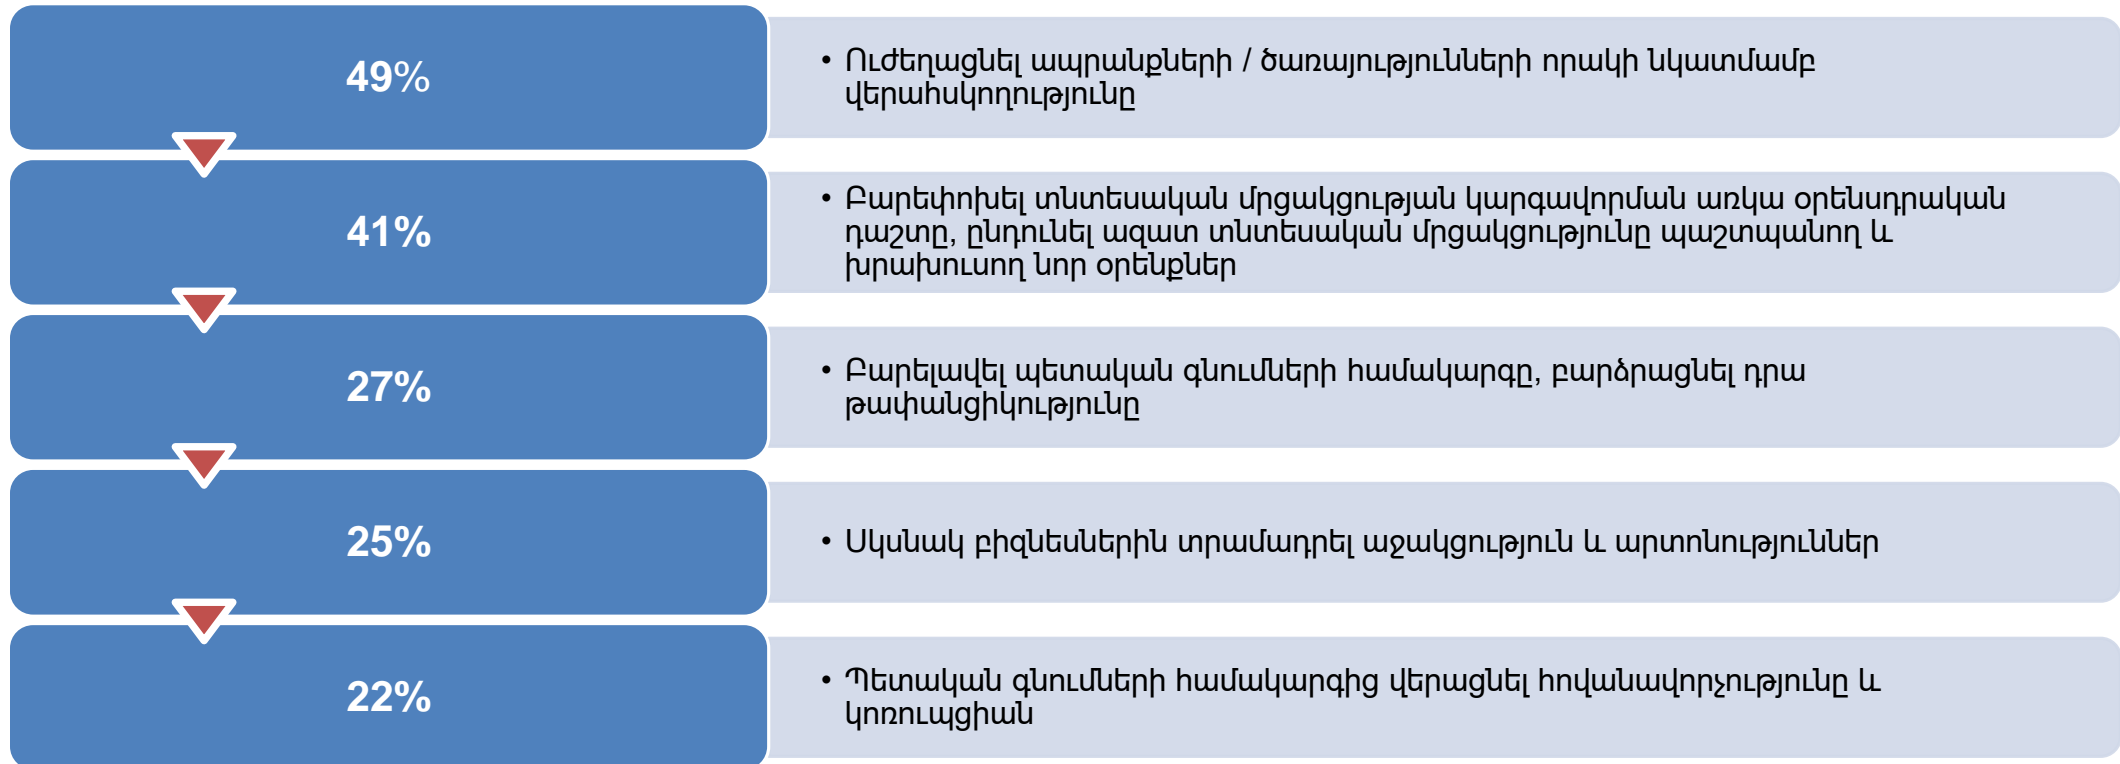 49%
• Ուժեղացնել ապրանքների / ծառայությունների որակի նկատմամբ
վերահսկողությունը
41%
• Բարեփոխել տնտեսական մրցակցության կարգավորման առկա օրենսդրական
դաշտը, ընդունել ազատ տնտեսական մրցակցությունը պաշտպանող և
խրախուսող նոր օրենքներ
27%
• Բարելավել պետական գնումների համակարգը, բարձրացնել դրա
թափանցիկությունը
25%
• Սկսնակ բիզնեսներին տրամադրել աջակցություն և արտոնություններ
22%
• Պետական գնումների համակարգից վերացնել հովանավորչությունը և
կոռուպցիան